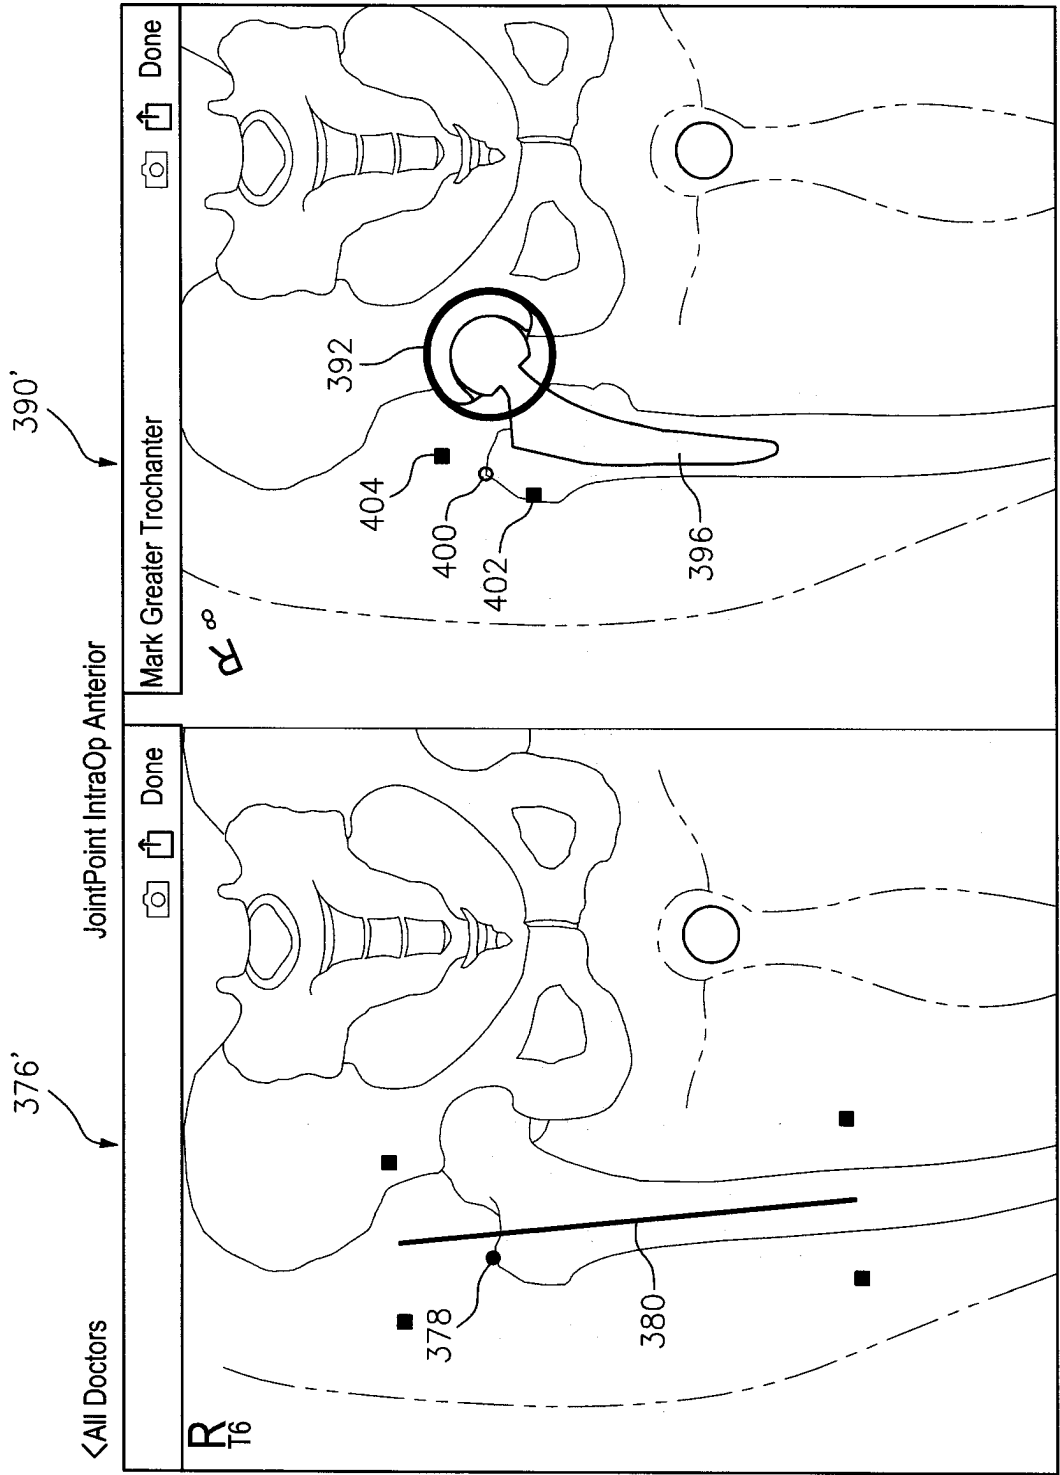 376'
390'
<All Doctors JointPoint IntraOp Anterior
Done
Mark Greater Trochanter Done
R
T6
R 8
392
404
400
402
396
378
380